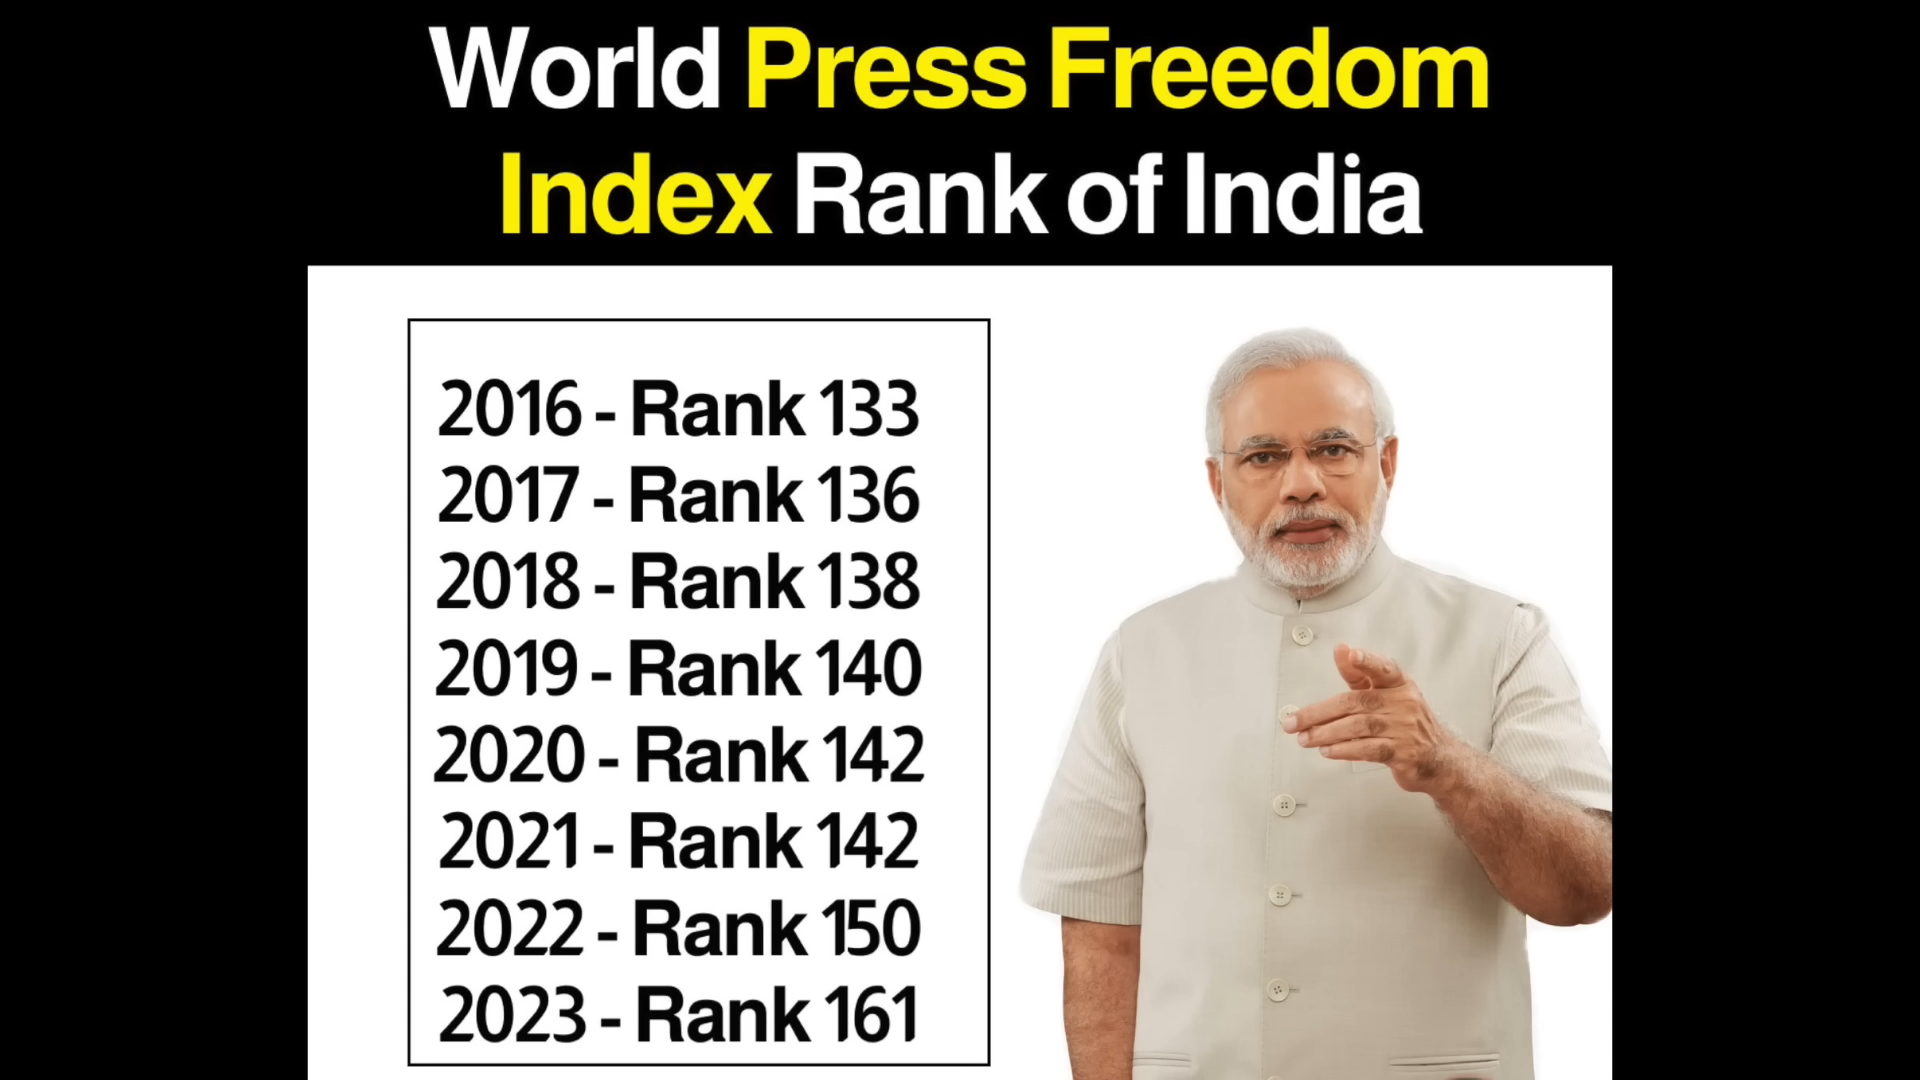 World Press Freedom
Index Rank of India
2016 - Rank 133
2017 - Rank 136
2018 - Rank 138
2019 - Rank 140
2020 - Rank 142
2021 - Rank 142
2022 - Rank 150
2023 - Rank 161